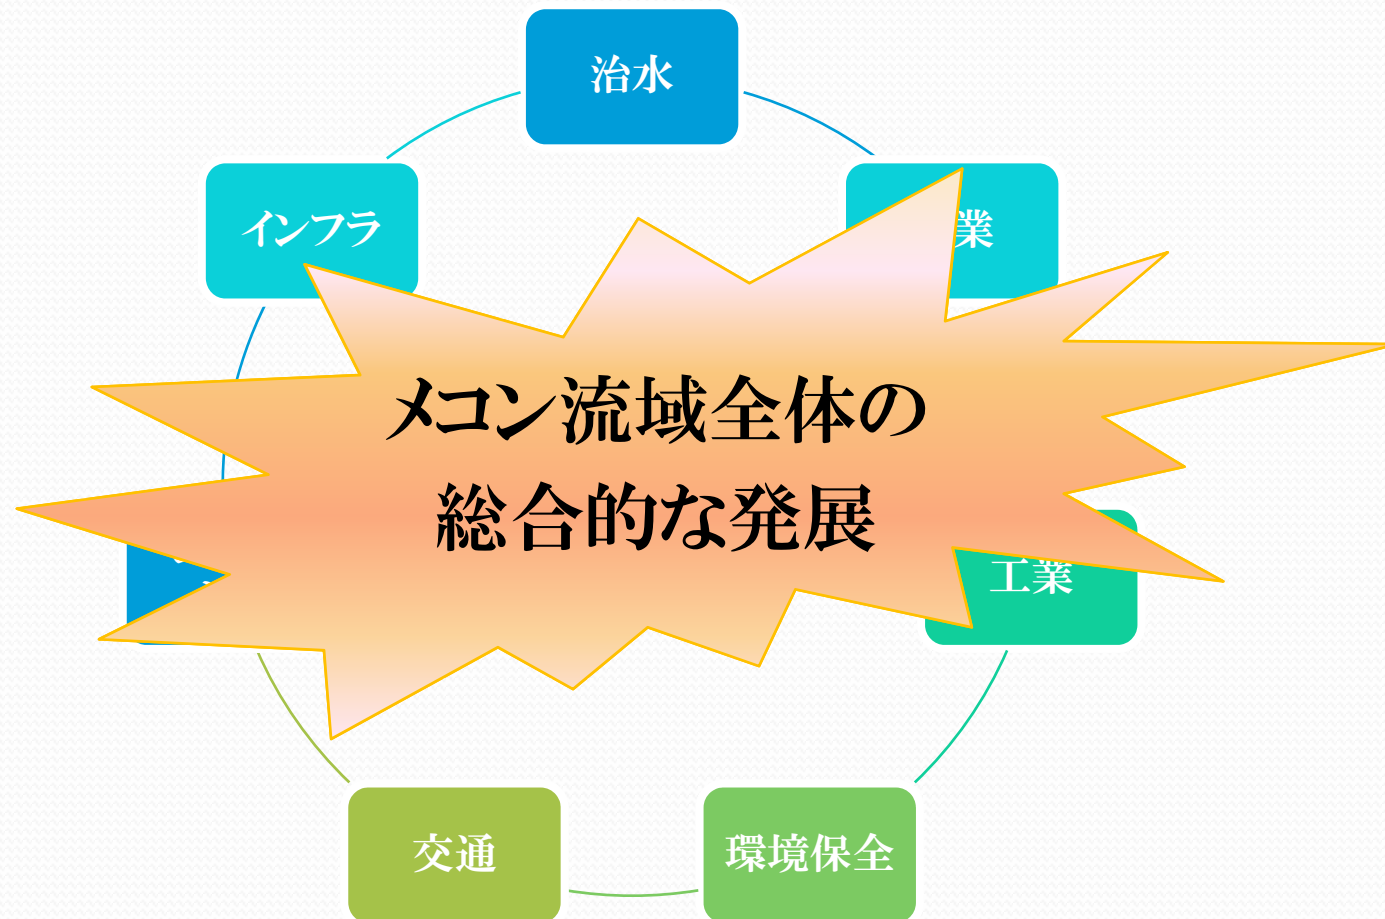 治水
インフラ
業
メコン流域全体の
総合的な発展
工業
交通
環境保全